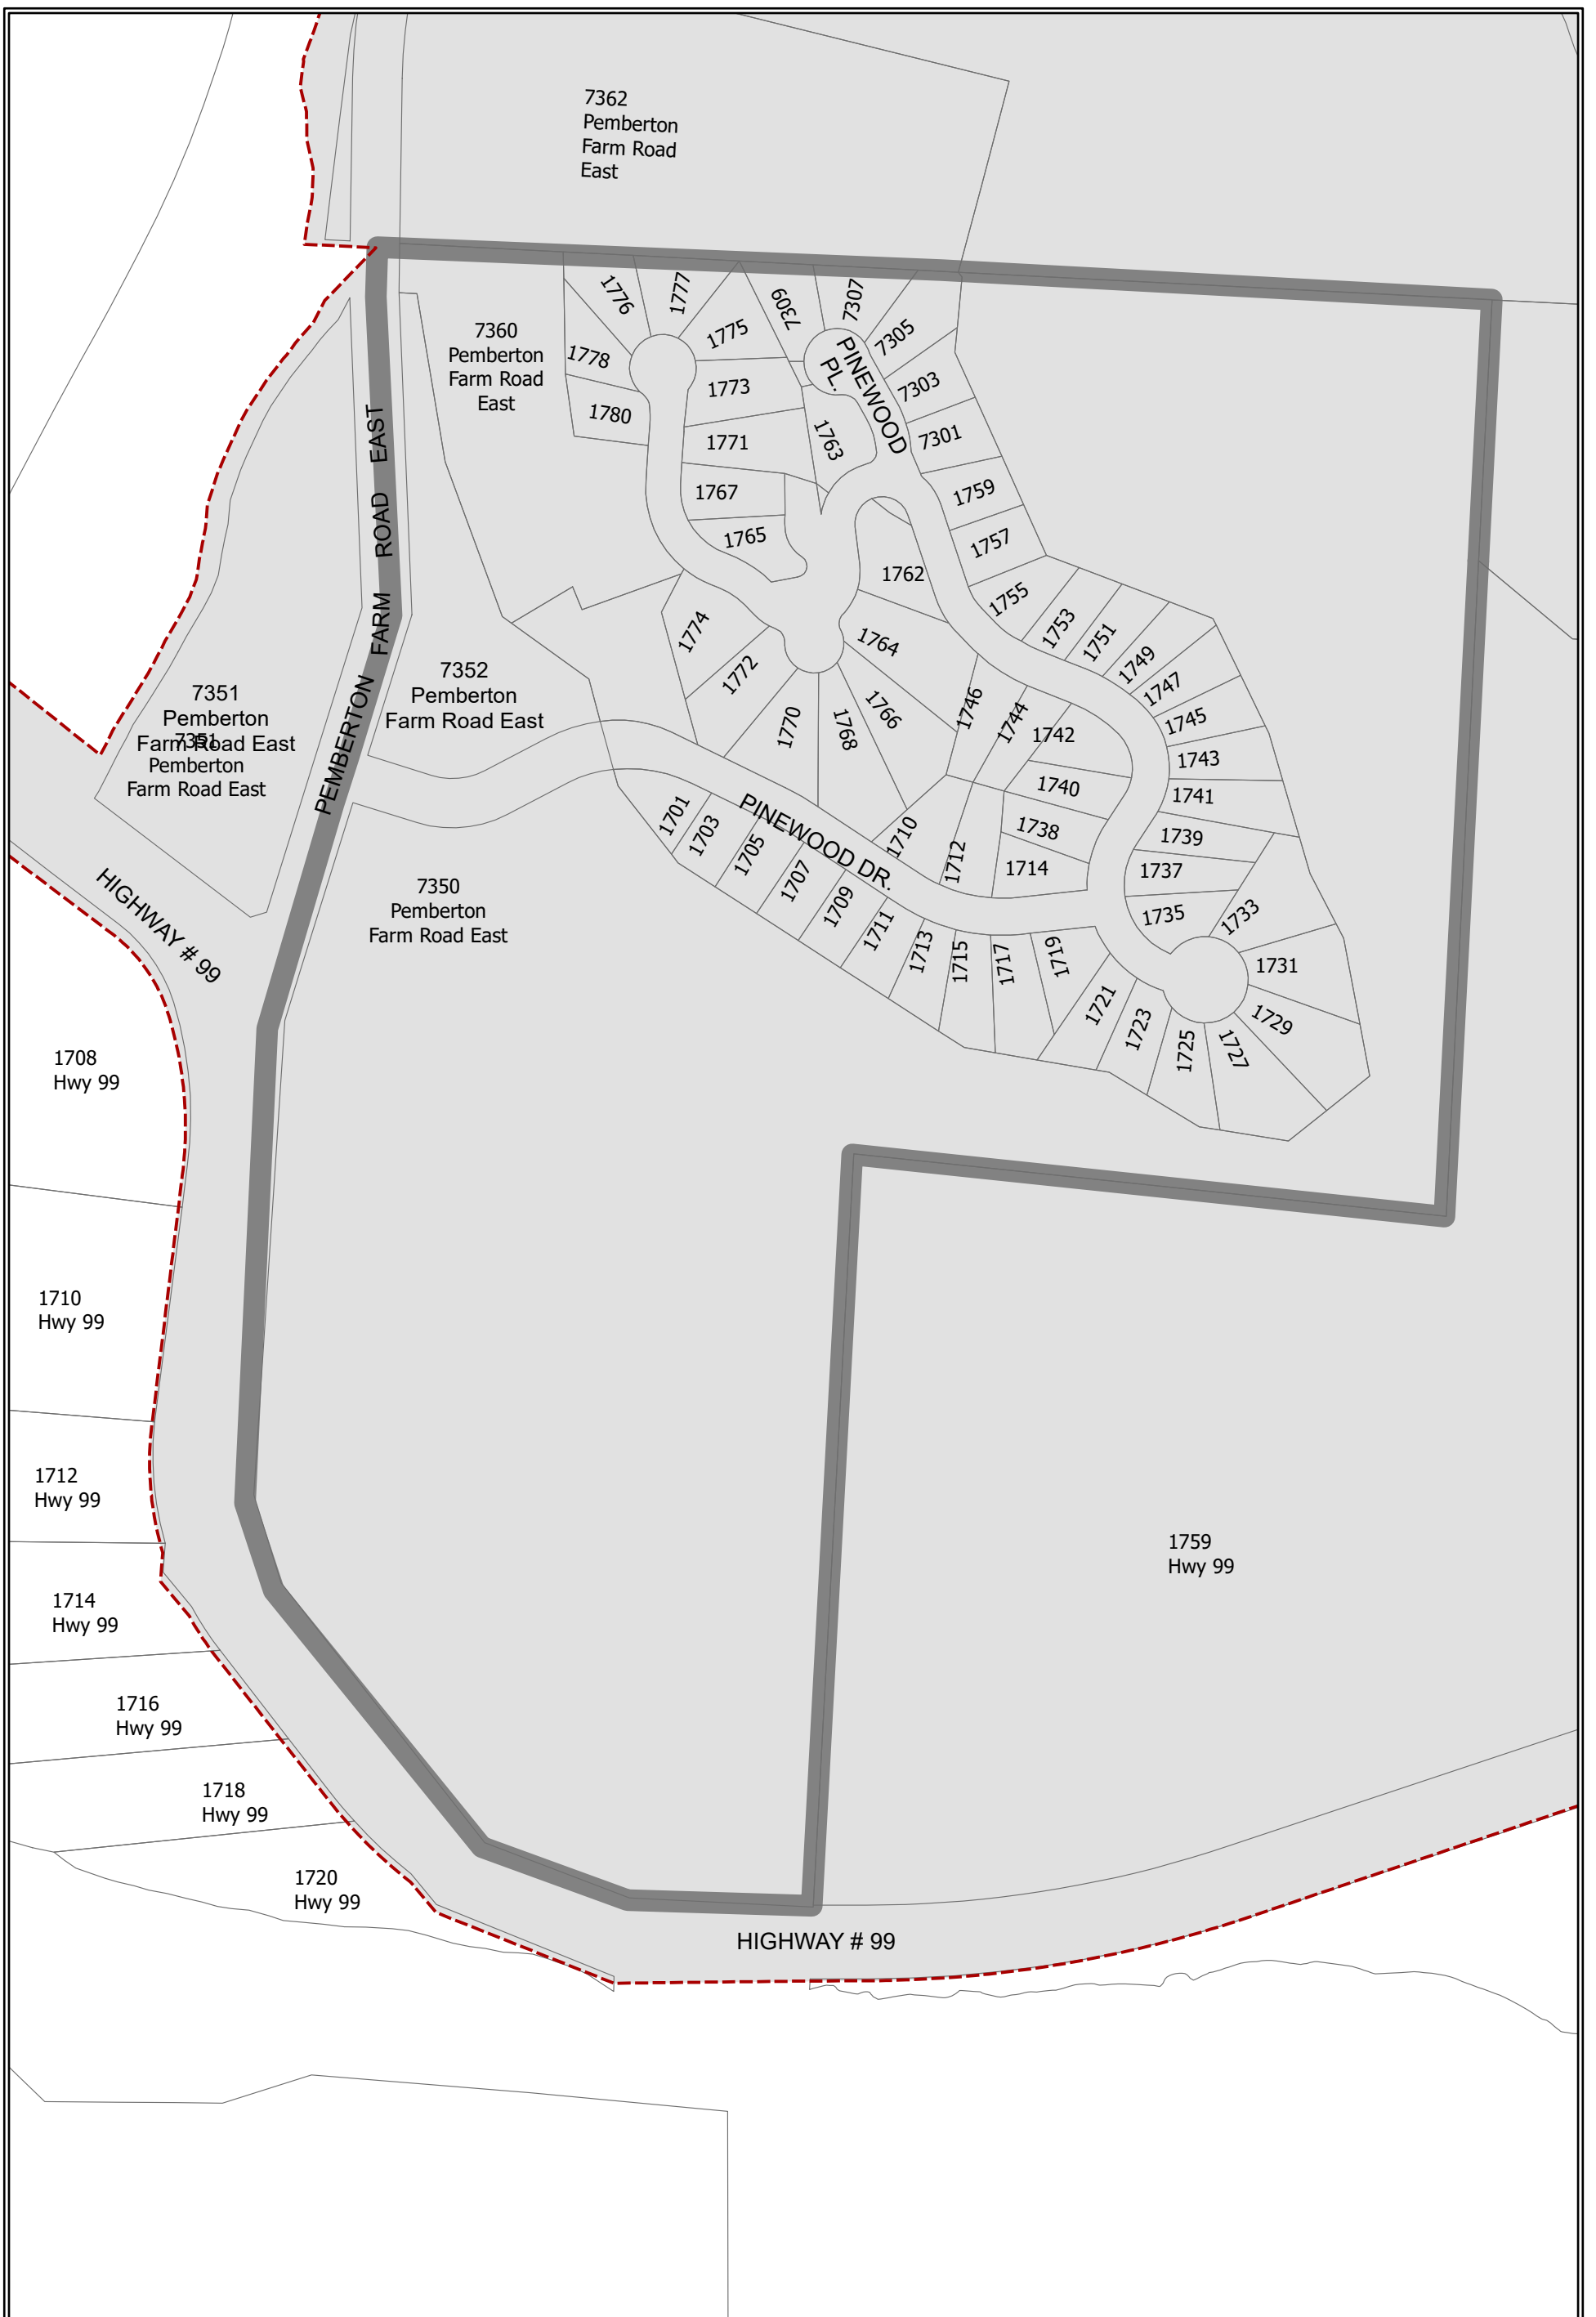 7362
Pemberton
Farm Road
East
1776
1777
7309
7307
1775
7305
7360
Pemberton
Farm Road
East
1778
PINEWOOD
PL.
1773
7303
1780
1771
1763
7301
1767
1759
1765
1757
PEMBERTON FARM ROAD EAST
1762
1755
1774
1753
1751
1764
1749
7352
Pemberton
Farm Road East
1772
1747
7351
Pemberton
Farm Road East
7351
Pemberton
Farm Road East
1766
1746
1744
1745
1770
1768
1742
1743
1740
1741
1701
1703
PINEWOOD DR.
1710
1738
1739
1705
1712
1714
1737
1707
7350
Pemberton
Farm Road East
1709
1711
1735
1733
HIGHWAY # 99
1713
1715
1717
1719
1731
1721
1723
1729
1725
1727
1708
Hwy 99
1710
Hwy 99
1712
Hwy 99
1759
Hwy 99
1714
Hwy 99
1716
Hwy 99
1718
Hwy 99
1720
Hwy 99
HIGHWAY # 99